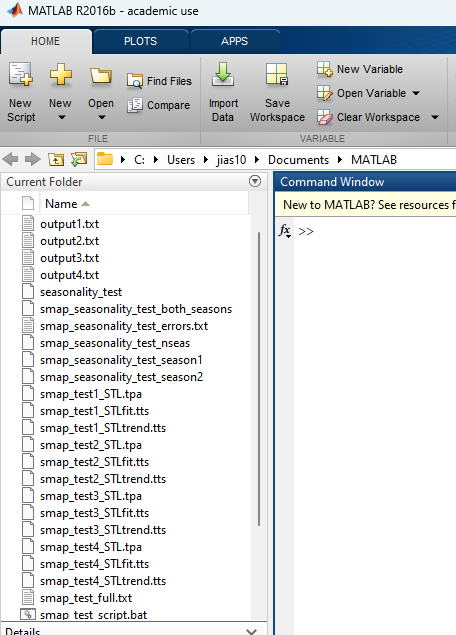 MATLAB R2016b - academic use
HOME PLOTS APPS
New Script
New
Open
Find Files
Compare
Import Data
Save Workspace
New Variable
Open Variable
Clear Workspace
FILE VARIABLE
C: Users jias10 Documents MATLAB
Current Folder
Name
output1.txt
output2.txt
output3.txt
output4.txt
seasonality_test
smap_seasonality_test_both_seasons
smap_seasonality_test_errors.txt
smap_seasonality_test_nseas
smap_seasonality_test_season1
smap_seasonality_test_season2
smap_test1_STL.tpa
smap_test1_STLfit.tts
smap_test1_STLtrend.tts
smap_test2_STL.tpa
smap_test2_STLfit.tts
smap_test2_STLtrend.tts
smap_test3_STL.tpa
smap_test3_STLfit.tts
smap_test3_STLtrend.tts
smap_test4_STL.tpa
smap_test4_STLfit.tts
smap_test4_STLtrend.tts
smap_test_full.txt
smap_test_script.bat
Details
Command Window
New to MATLAB? See resources f
fx >>